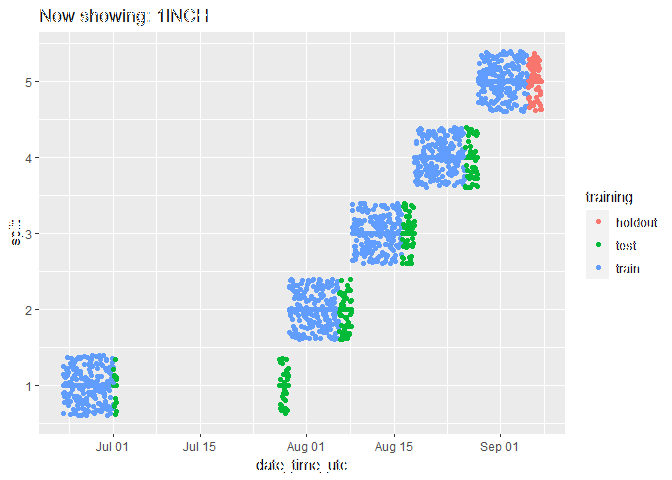 Now showing: 1INCH
5
4
3
2
1
split
Jul 01
Jul 15
Aug 01
Aug 15
Sep 01
date_time_utc
training
holdout
test
train